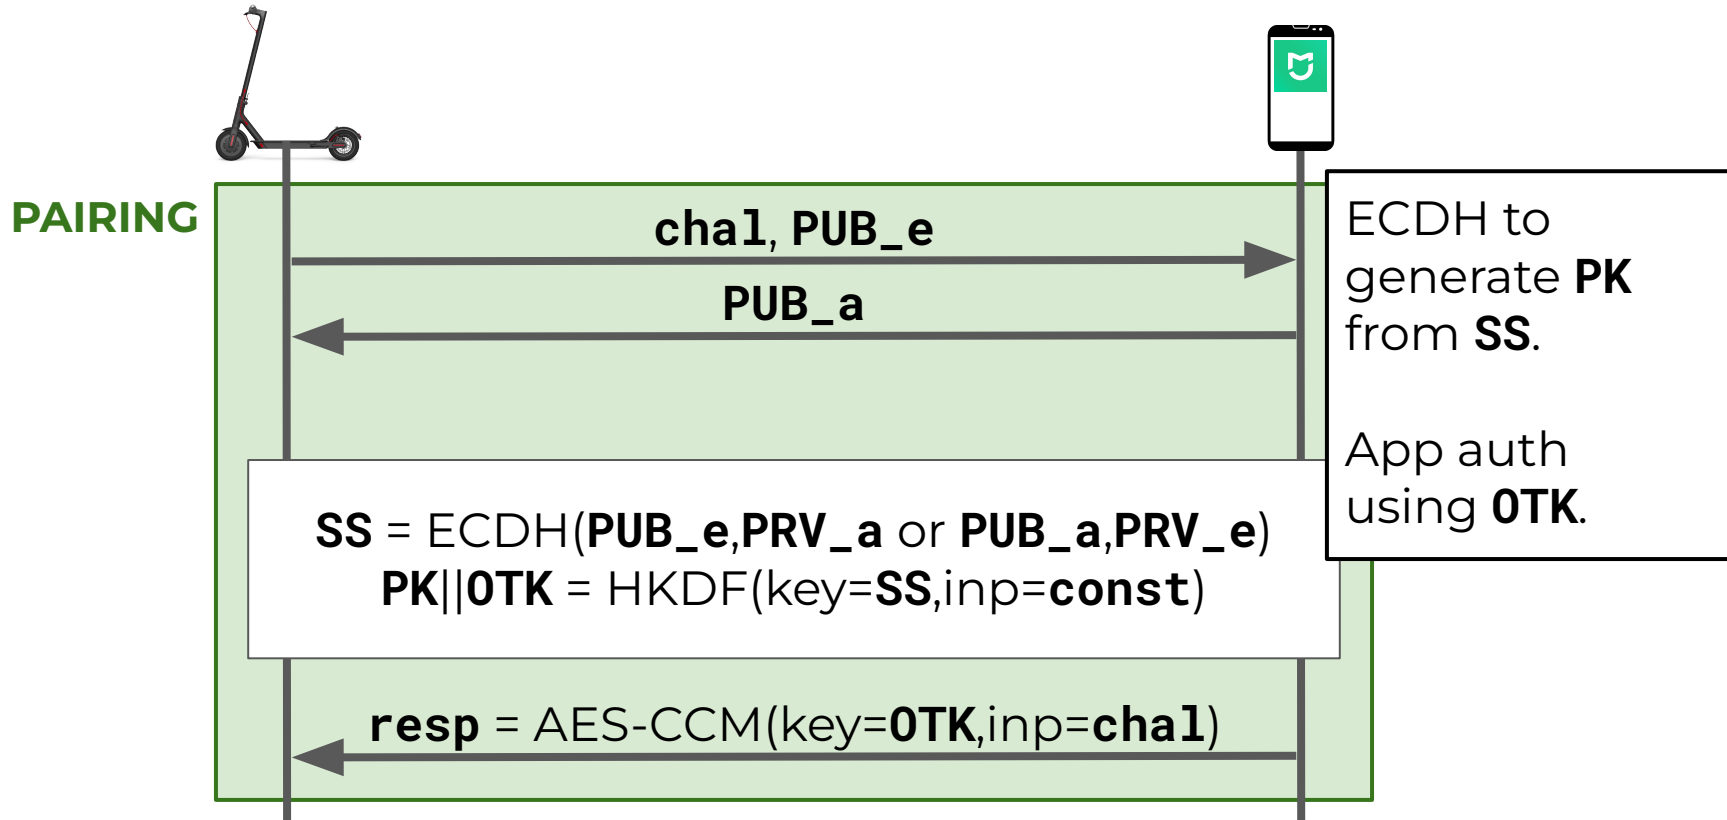 PAIRING
chal, PUB_e
PUB_a
ECDH to
generate PK
from SS.
App auth
using OTK.
SS = ECDH(PUB_e,PRV_a or PUB_a,PRV_e)
PK||OTK = HKDF(key=SS,inp=const)
resp = AES-CCM(key=OTK,inp=chal)